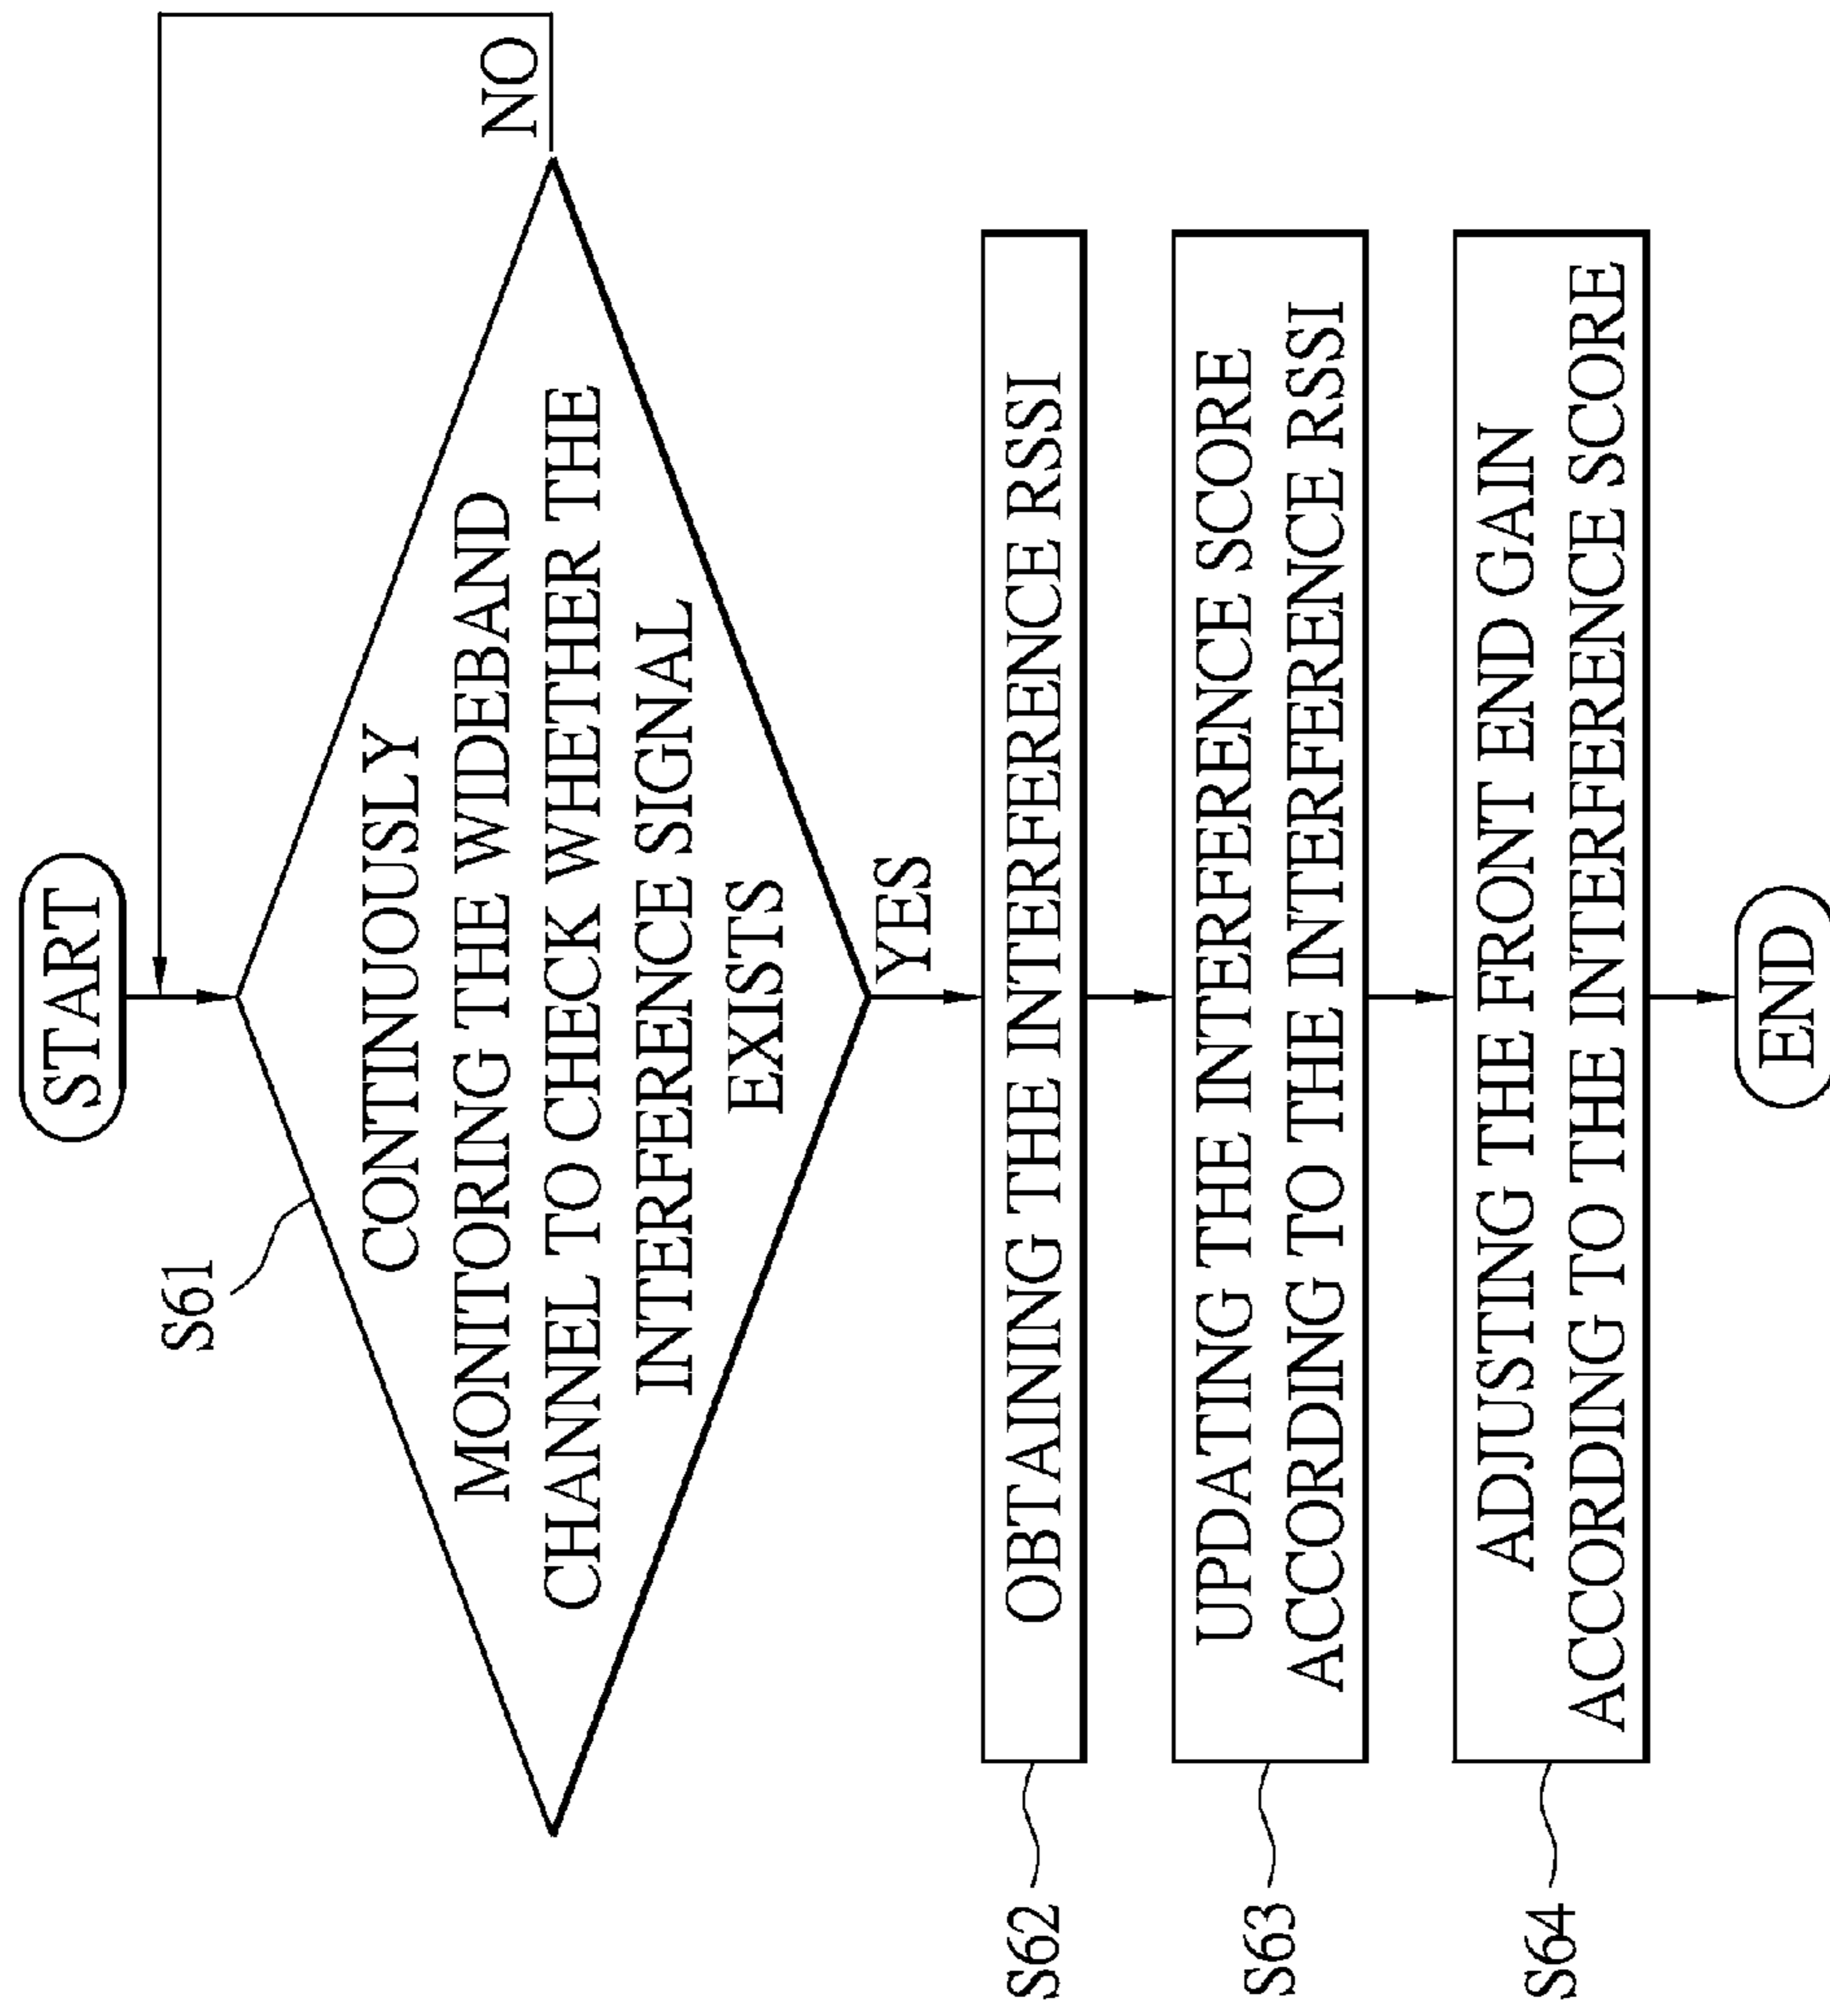 START
S61
CONTINUOUSLY
MONITORING THE WIDEBAND
CHANNEL TO CHECK WHETHER THE
INTERFERENCE SIGNAL
EXISTS
NO
YES
S62
OBTAINING THE INTERFERENCE RSSI
S63
UPDATING THE INTERFERENCE SCORE
ACCORDING TO THE INTERFERENCE RSSI
S64
ADJUSTING THE FRONT END GAIN
ACCORDING TO THE INTERFERENCE SCORE
END